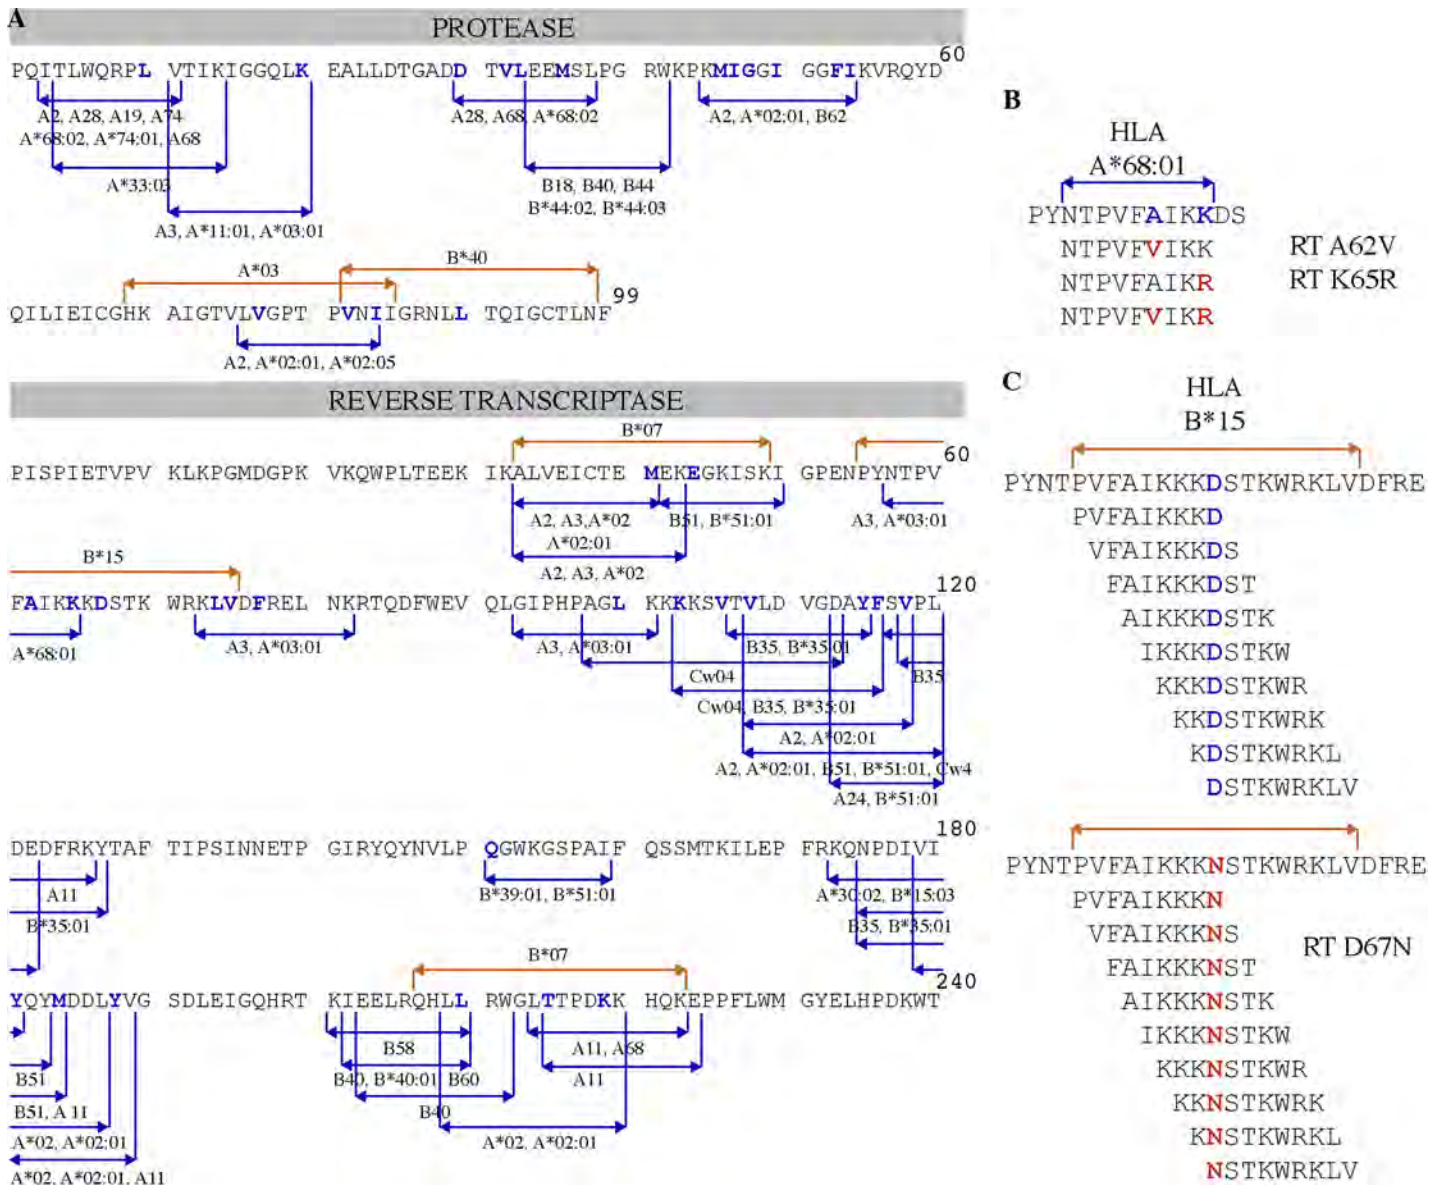 A
PROTEASE
60
PQITLWQRPL VTIKIGGQLK EALLDTGADD TVLEEMSLPG RWKPKMIGGI GGFIKVRQYD
A2, A28, A19, A74
A*68:02, A*74:01, A68
A28, A68, A*68:02
A2, A*02:01, B62
A*33:03
B18, B40, B44
B*44:02, B*44:03
A3, A*11:01, A*03:01
A*03
B*40
99
QILIEICGHK AIGTVLVGPT PVNIIGRNLL TQIGCTLNF
A2, A*02:01, A*02:05
REVERSE TRANSCRIPTASE
B*07
60
PISPIETVPV KLKPGMDGPK VKQWPLTEEK IKALVEICTE MEKEGKISKI GPENPYNTPV
A2, A3,A*02
A*02:01
B51, B*51:01
A3, A*03:01
A2, A3, A*02
B*15
120
FAIKKKDSTK WRKLVDFREL NKRTQDFWEV QLGIPHPAGL KKKKSVTVLD VGDAYFSVPL
A*68:01
A3, A*03:01
A3, A*03:01
B35, B*35:01
Cw04
B35
Cw04, B35, B*35:01
A2, A*02:01
A2, A*02:01, B51, B*51:01, Cw4
A24, B*51:01
180
DEDFRKYTAF TIPSINNETP GIRYQYNVLP QGWKGSPAIF QSSMTKILEP FRKQNPDIVI
A11
B*39:01, B*51:01
A*30:02, B*15:03
B*35:01
B35, B*35:01
B*07
240
YQYMDDLYVG SDLEIGQHRT KIEELRQHLL RWGLTTPDKK HQKEPPFLWM GYELHPDKWT
B58
A11, A68
B51
B40, B*40:01, B60
A11
B51, A 11
B40
A*02, A*02:01
A*02, A*02:01
A*02, A*02:01, A11
B
HLA
A*68:01
PYNTPVFAIKKDS
NTPVFVIKK
RT A62V
NTPVFAIKR
RT K65R
NTPVFVIKR
C
HLA
B*15
PYNTPVFAIKKKDSTKWRKLVDFRE
PVFAIKKKD
VFAIKKKDS
FAIKKKDST
AIKKKDSTK
IKKKDSTKW
KKKDSTKWR
KKDSTKWRK
KDSTKWRKL
DSTKWRKLV
PYNTPVFAIKKKNSTKWRKLVDFRE
PVFAIKKKN
VFAIKKKNS
RT D67N
FAIKKKNST
AIKKKNSTK
IKKKNSTKW
KKKNSTKWR
KKNSTKWRK
KNSTKWRKL
NSTKWRKLV